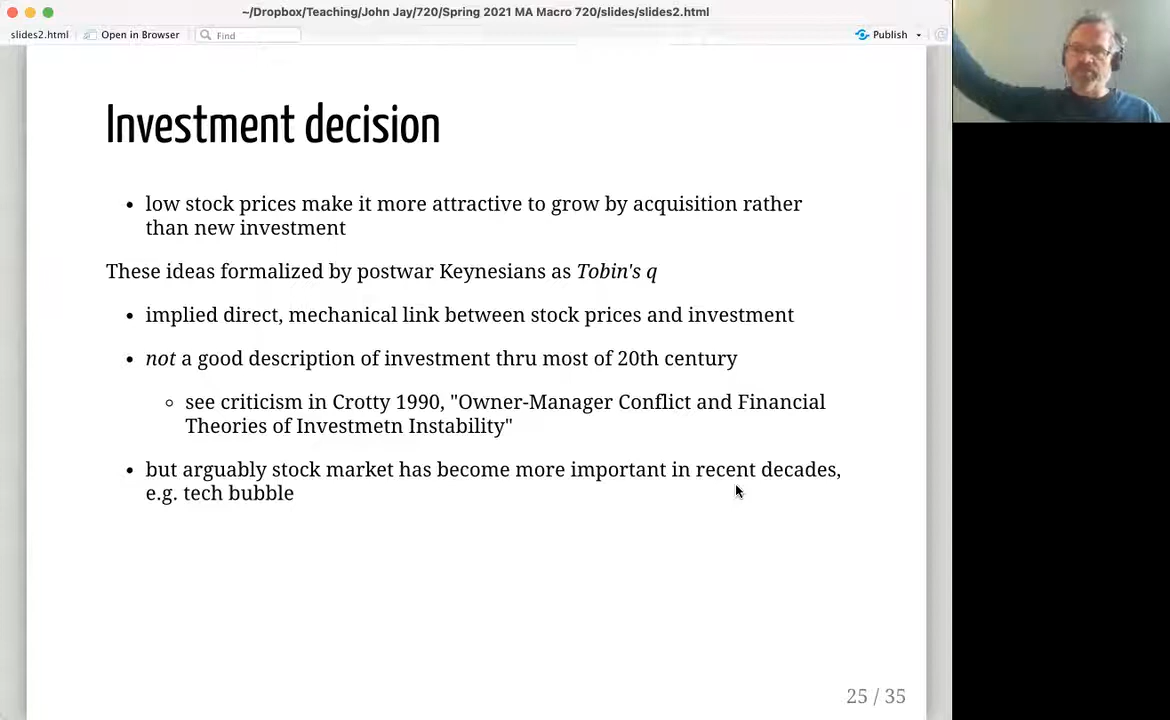 ~/Dropbox/Teaching/John Jay/720/Spring 2021 MA Macro 720/slides/slides2.html
slides2.html Open in Browser Find Publish
Investment decision
• low stock prices make it more attractive to grow by acquisition rather
than new investment
These ideas formalized by postwar Keynesians as Tobin's q
• implied direct, mechanical link between stock prices and investment
• not a good description of investment thru most of 20th century
◦ see criticism in Crotty 1990, "Owner-Manager Conflict and Financial
Theories of Investmetn Instability"
• but arguably stock market has become more important in recent decades,
e.g. tech bubble
25 / 35